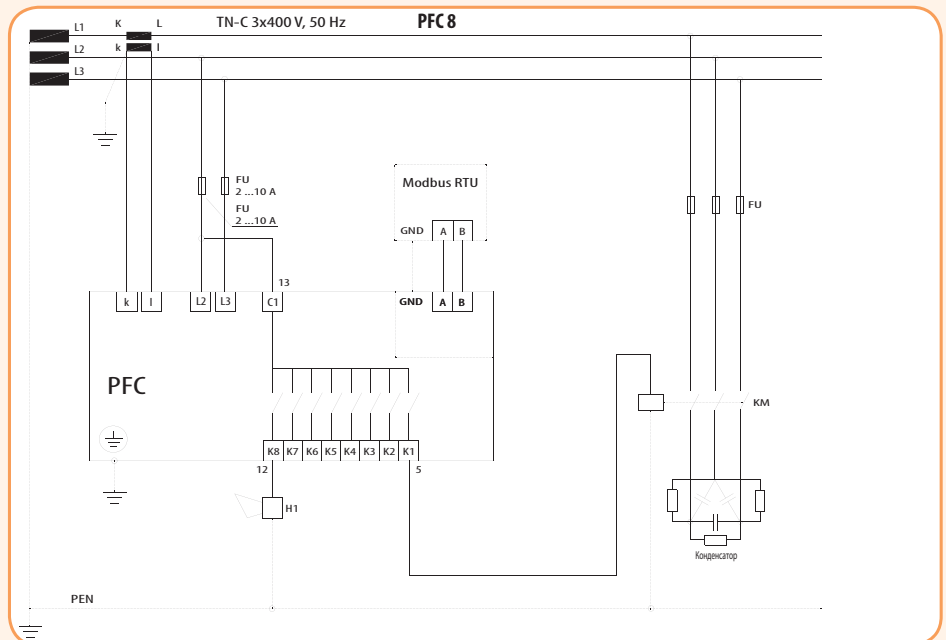 TN-C 3x400 V, 50 Hz
PFC 8
L1
K
L
L2
k
l
L3
FU
2 ...10 A
FU
2 ...10 A
Modbus RTU
GND
A
B
FU
13
k
l
L2
L3
C1
GND
A
B
PFC
KM
K8
K7
K6
K5
K4
K3
K2
K1
12
5
H1
Конденсатор
PEN